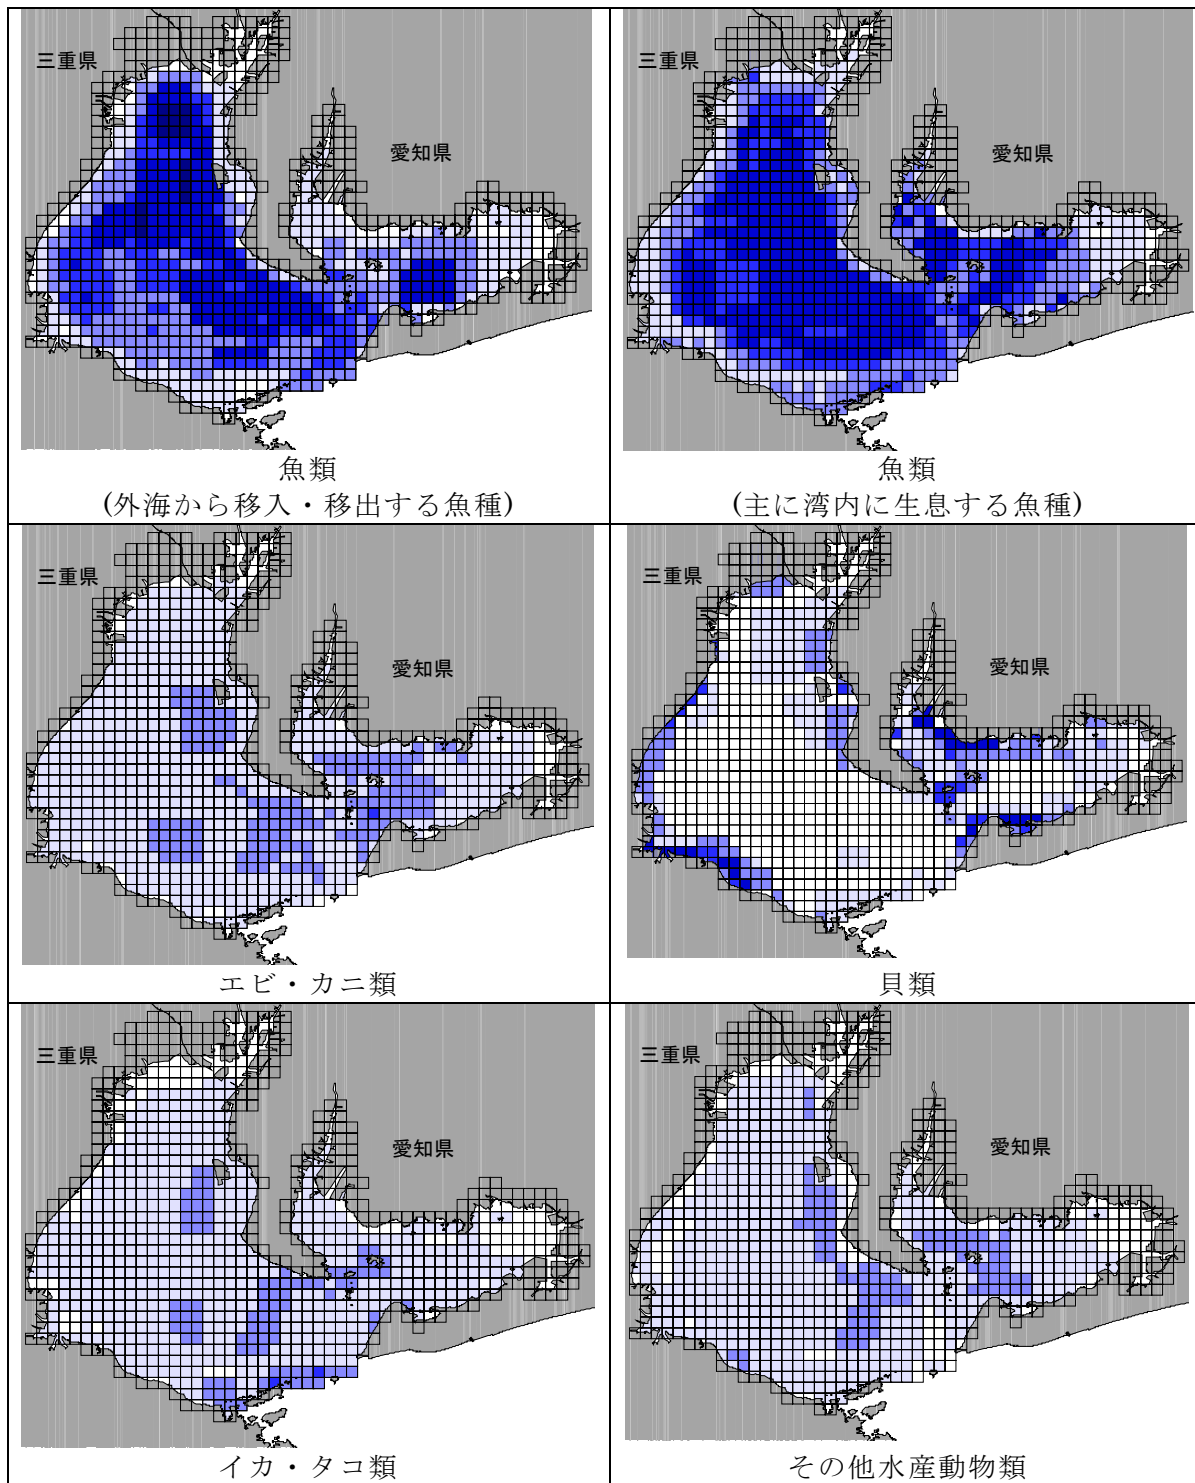 三重県
愛知県
魚類
(外海から移入・移出する魚種)
三重県
愛知県
魚類
(主に湾内に生息する魚種)
三重県
愛知県
エビ・カニ類
三重県
愛知県
貝類
三重県
愛知県
イカ・タコ類
三重県
愛知県
その他水産動物類